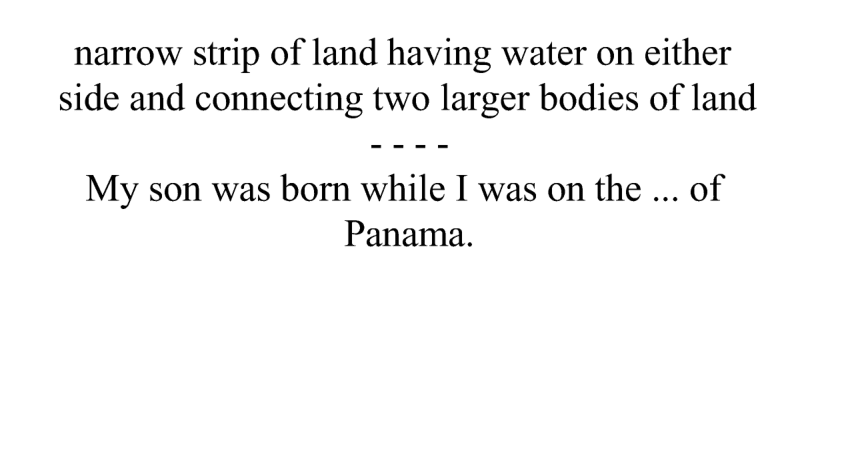 narrow strip of land having water on either
side and connecting two larger bodies of land
- - - -
My son was born while I was on the ... of
Panama.